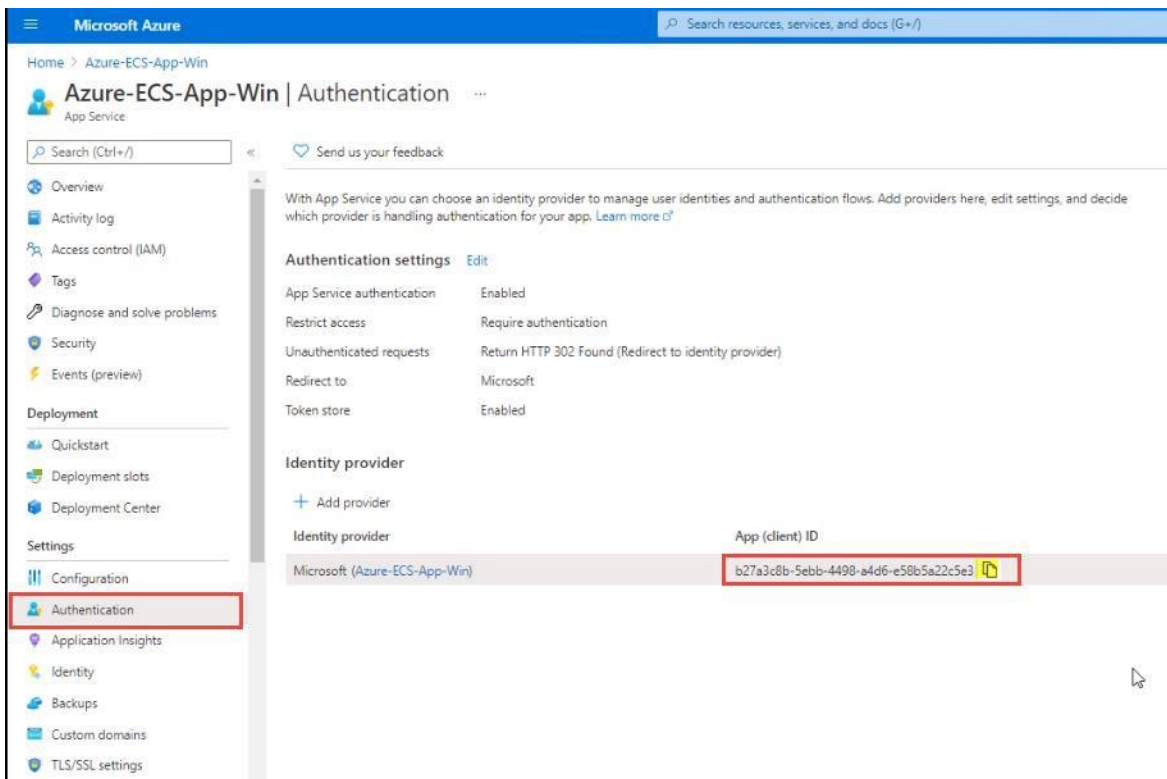 Microsoft Azure
Search resources, services, and docs (G+/)
Home > Azure-ECS-App-Win
Azure-ECS-App-Win | Authentication ...
App Service
Search (Ctrl+/)
«
Send us your feedback
Overview
Activity log
Access control (IAM)
Tags
Diagnose and solve problems
Security
Events (preview)
Deployment
Quickstart
Deployment slots
Deployment Center
Settings
Configuration
Authentication
Application Insights
Identity
Backups
Custom domains
TLS/SSL settings
With App Service you can choose an identity provider to manage user identities and authentication flows. Add providers here, edit settings, and decide
which provider is handling authentication for your app. Learn more
Authentication settings Edit
App Service authentication Enabled
Restrict access Require authentication
Unauthenticated requests Return HTTP 302 Found (Redirect to identity provider)
Redirect to Microsoft
Token store Enabled
Identity provider
+ Add provider
Identity provider App (client) ID
Microsoft (Azure-ECS-App-Win) b27a3c8b-5ebb-4498-a4d6-e58b5a22c5e3